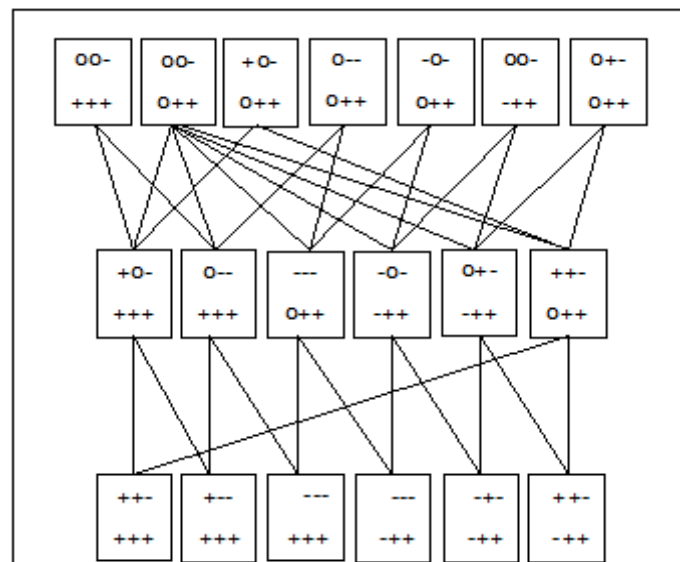 OO- OO- +O- O-- -O- OO- O+-
+++ O++ O++ O++ O++ -++ O++
+O- O-- --- -O- O+- ++-
+++ +++ O++ -++ -++ O++
++- +-- --- --- -+- ++-
+++ +++ +++ -++ -++ -++